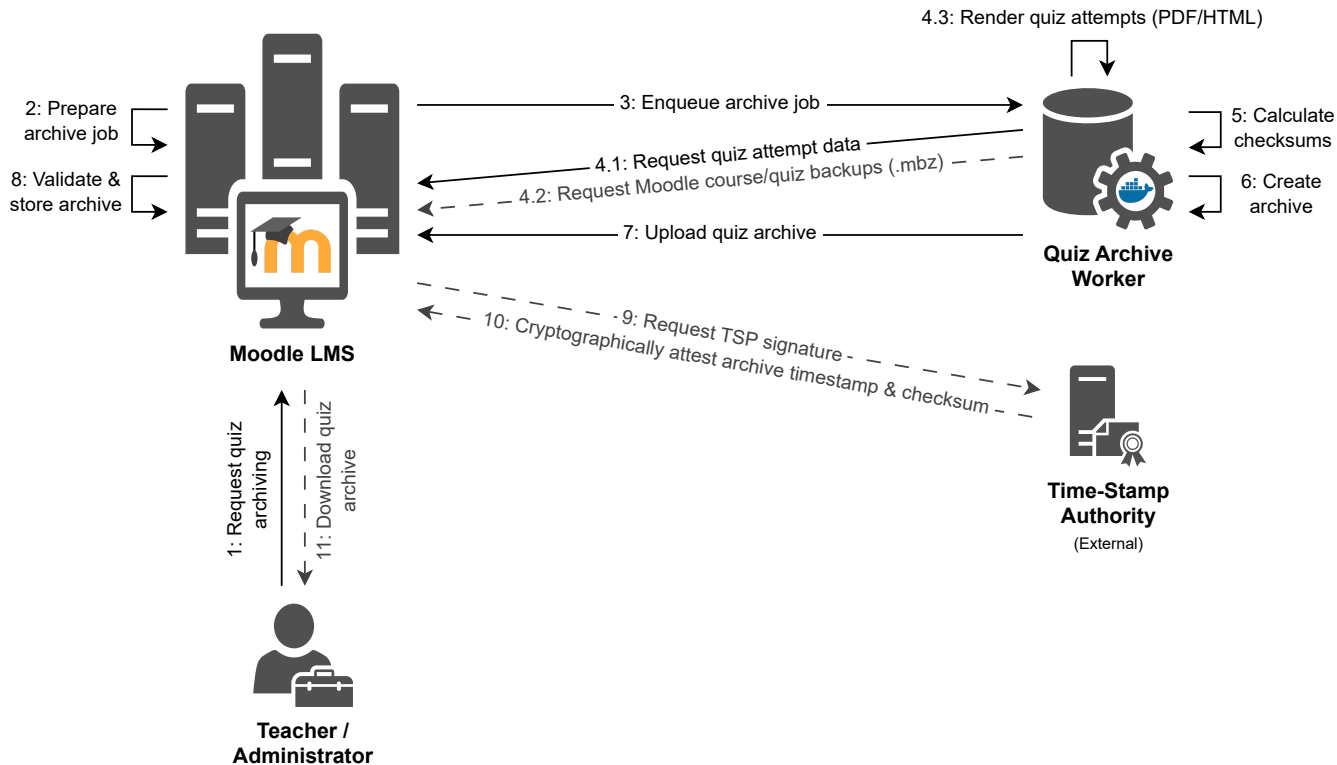 4.3: Render quiz attempts (PDF/HTML)
2: Prepare
archive job
3: Enqueue archive job
5: Calculate
checksums
4.1: Request quiz attempt data
4.2: Request Moodle course/quiz backups (.mbz)
8: Validate &
store archive
6: Create
archive
7: Upload quiz archive
m
Quiz Archive
Worker
9: Request TSP signature
10: Cryptographically attest archive timestamp & checksum
Moodle LMS
1: Request quiz
archiving
11: Download quiz
archive
Time-Stamp
Authority
(External)
Teacher /
Administrator